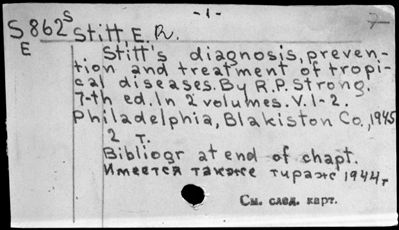 -1-
S862 S Stitt, E. R.
E
Stitt's diagnosis, preven-
tion and treatment of tropi-
cal diseases. By R.P. Strong.
7-th ed. In 2 volumes. V. 1-2.
Philadelphia, Blakiston Co., 1945
2 т.
Bibliogr at end of chapt.
Имеется также тираж 1944 г
См. след. карт.